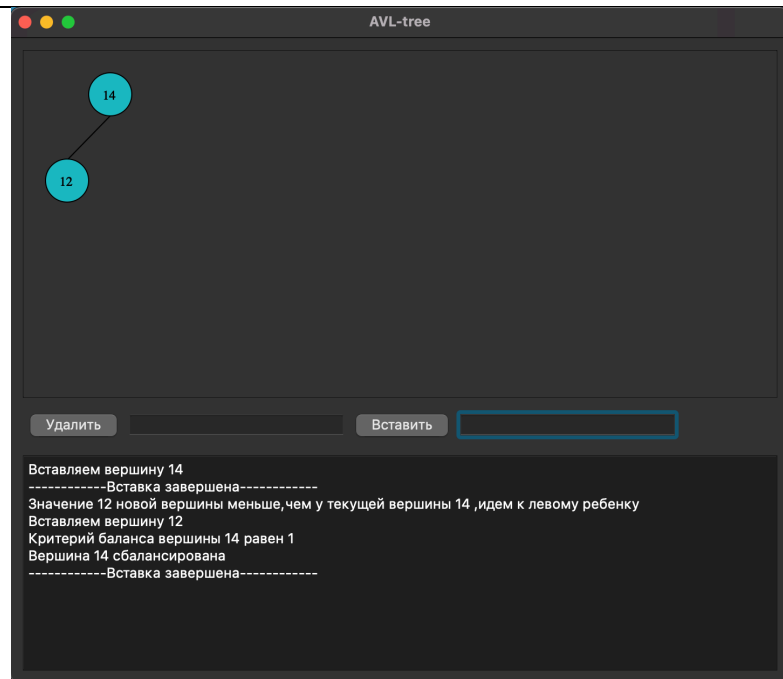 AVL-tree
14
12
Удалить Вставить
Вставляем вершину 14
------------Вставка завершена------------
Значение 12 новой вершины меньше,чем у текущей вершины 14 ,идем к левому ребенку
Вставляем вершину 12
Критерий баланса вершины 14 равен 1
Вершина 14 сбалансирована
------------Вставка завершена------------